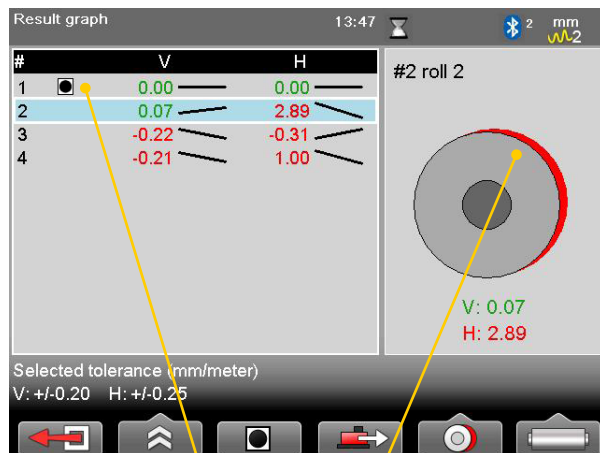 Result graph 13:47 2 mm
2
# V H
1 0.00 0.00
2 0.07 2.89
3 -0.22 -0.31
4 -0.21 1.00
#2 roll 2
V: 0.07
H: 2.89
Selected tolerance (mm/meter)
V: +/-0.20 H: +/-0.25